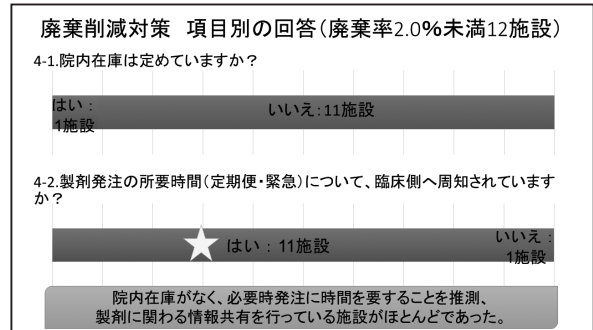 廃棄削減対策 項目別の回答(廃棄率2.0%未満12施設)
4-1.院内在庫は定めていますか？
はい：
1施設
いいえ:11施設
4-2.製剤発注の所要時間(定期便・緊急)について、臨床側へ周知されています
か？
はい：11施設
いいえ：
1施設
院内在庫がなく、必要時発注に時間を要することを推測、
製剤に関わる情報共有を行っている施設がほとんどであった。